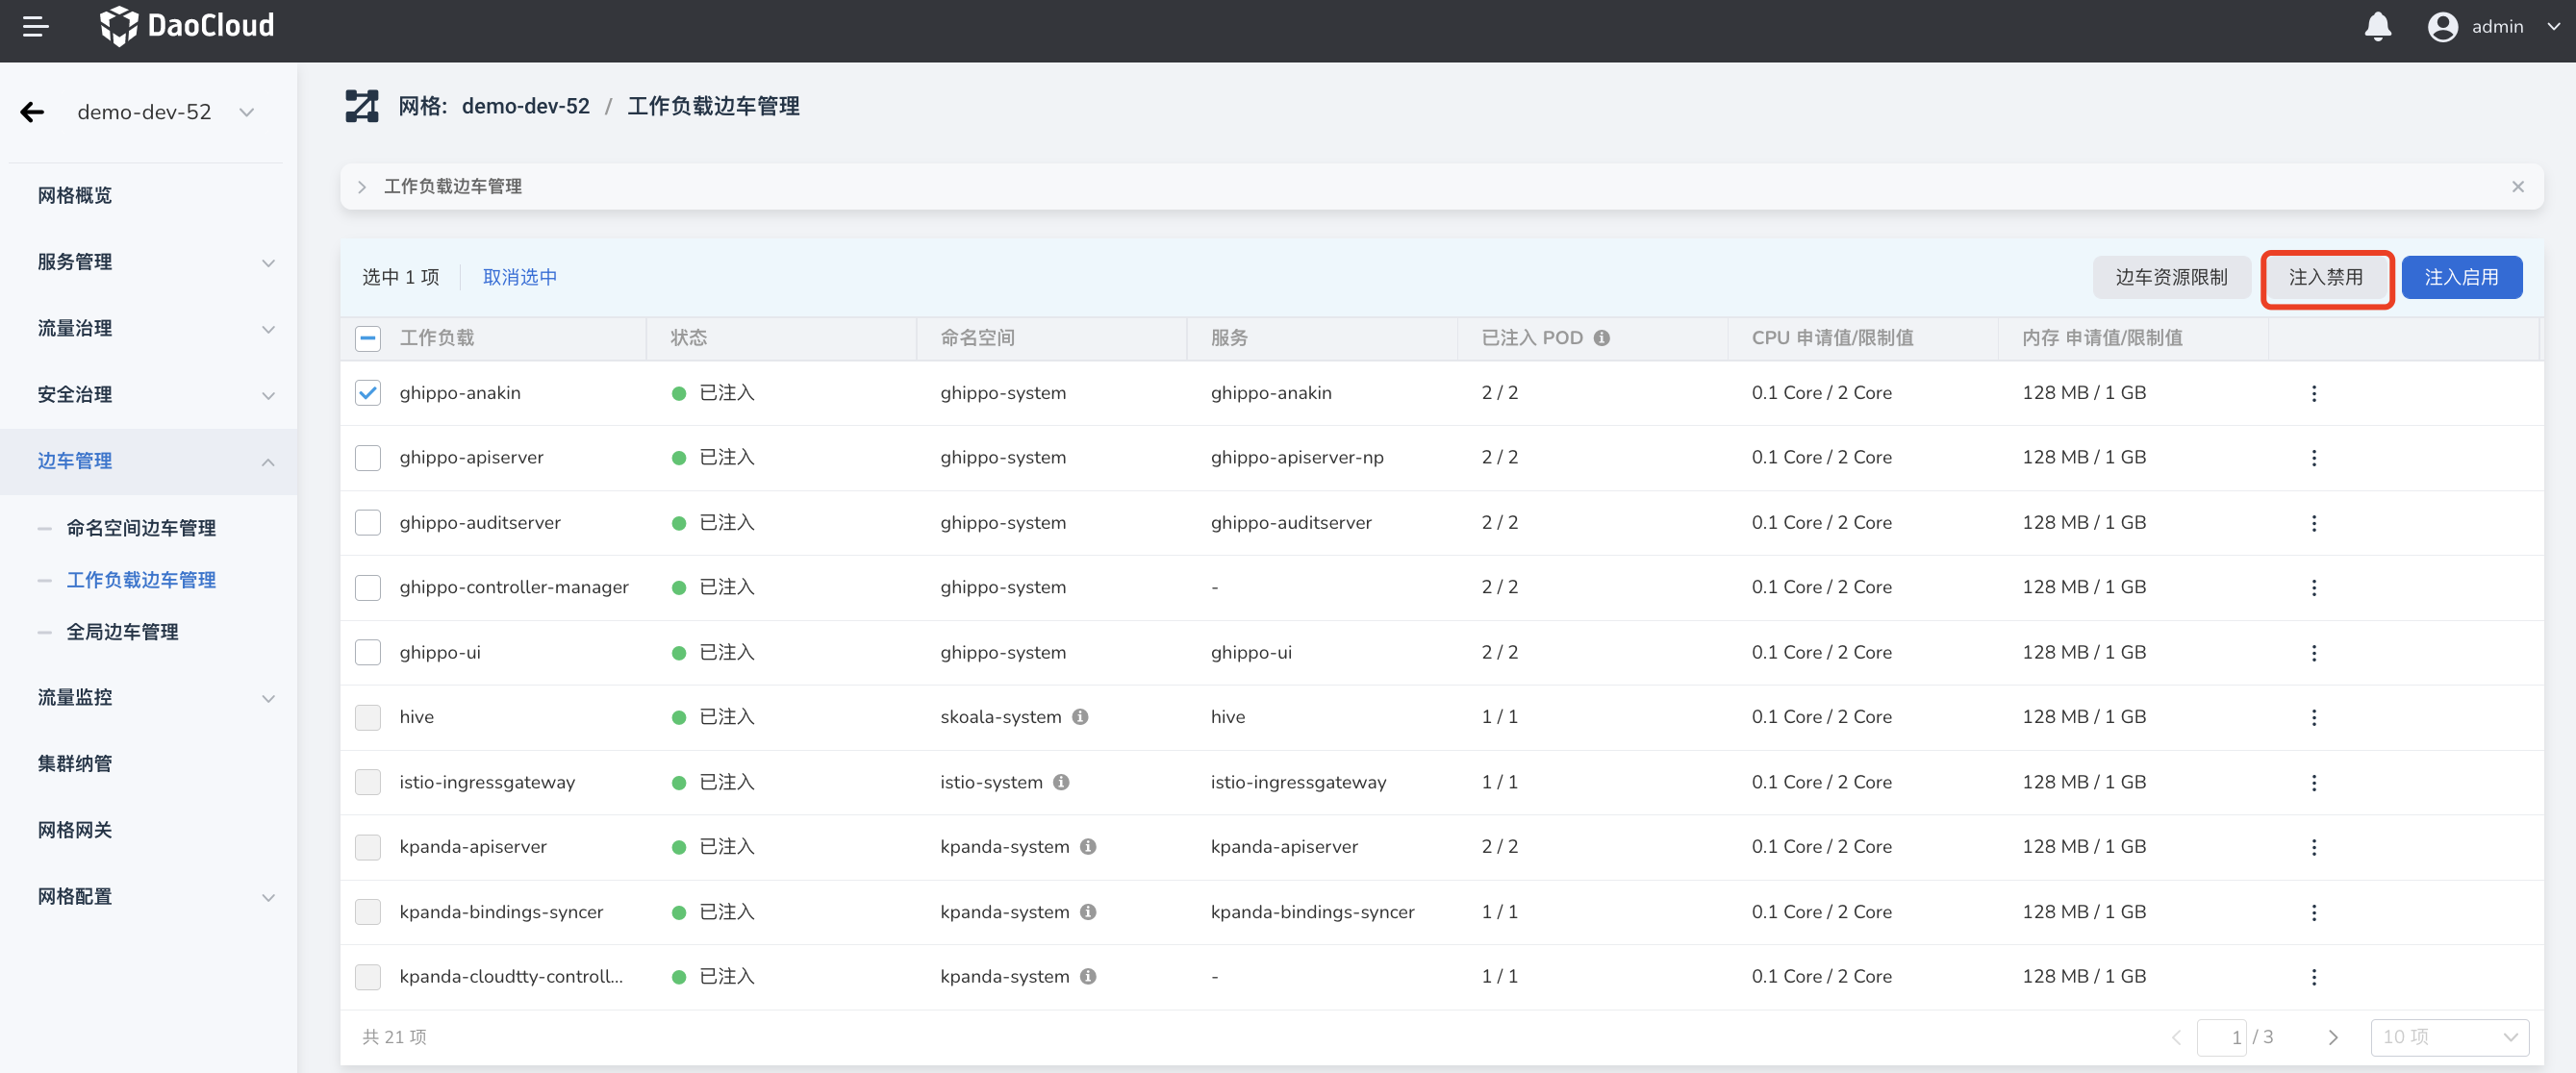 DaoCloud
admin
demo-dev-52
网格: demo-dev-52 / 工作负载边车管理
网格概览
服务管理
流量治理
安全治理
边车管理
命名空间边车管理
工作负载边车管理
全局边车管理
流量监控
集群纳管
网格网关
网格配置
工作负载边车管理
选中 1 项 取消选中 边车资源限制 注入禁用 注入启用
工作负载 状态 命名空间 服务 已注入 POD CPU 申请值/限制值 内存 申请值/限制值
ghippo-anakin 已注入 ghippo-system ghippo-anakin 2 / 2 0.1 Core / 2 Core 128 MB / 1 GB
ghippo-apiserver 已注入 ghippo-system ghippo-apiserver-np 2 / 2 0.1 Core / 2 Core 128 MB / 1 GB
ghippo-auditserver 已注入 ghippo-system ghippo-auditserver 2 / 2 0.1 Core / 2 Core 128 MB / 1 GB
ghippo-controller-manager 已注入 ghippo-system - 2 / 2 0.1 Core / 2 Core 128 MB / 1 GB
ghippo-ui 已注入 ghippo-system ghippo-ui 2 / 2 0.1 Core / 2 Core 128 MB / 1 GB
hive 已注入 skoala-system hive 1 / 1 0.1 Core / 2 Core 128 MB / 1 GB
istio-ingressgateway 已注入 istio-system istio-ingressgateway 1 / 1 0.1 Core / 2 Core 128 MB / 1 GB
kpanda-apiserver 已注入 kpanda-system kpanda-apiserver 2 / 2 0.1 Core / 2 Core 128 MB / 1 GB
kpanda-bindings-syncer 已注入 kpanda-system kpanda-bindings-syncer 1 / 1 0.1 Core / 2 Core 128 MB / 1 GB
kpanda-cloudtty-controll... 已注入 kpanda-system - 1 / 1 0.1 Core / 2 Core 128 MB / 1 GB
共 21 项 1 / 3 10 项